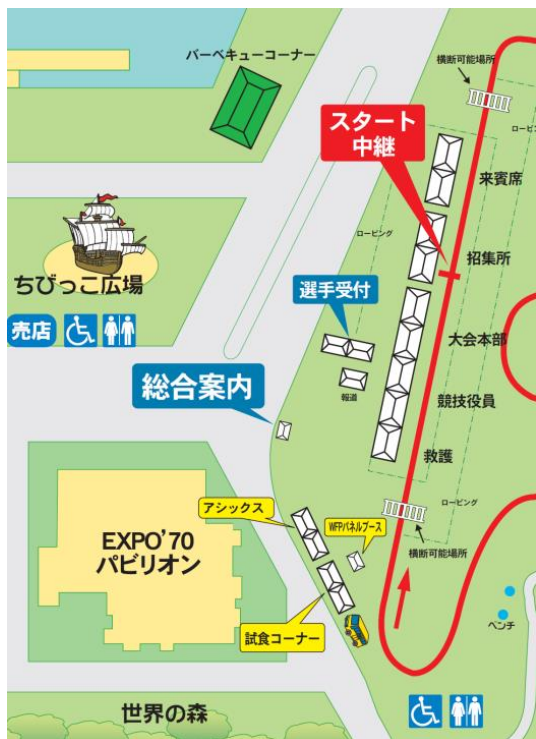 バーベキューコーナー
横断可能場所
スタート
中継
来賓席
ロービング
招集所
ちびっこ広場
選手受付
売店
大会本部
総合案内
報道
競技役員
救護
アシックス
WFPパネルブース
ロービング
EXPO'70
パビリオン
横断可能場所
試食コーナー
ベンチ
世界の森